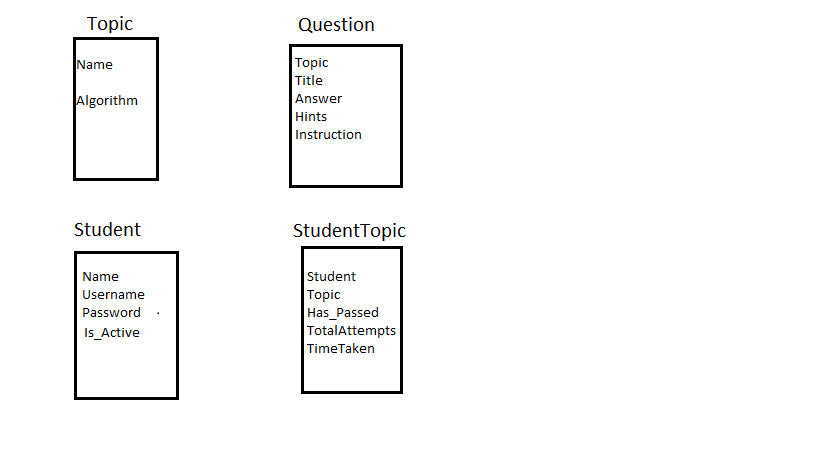 Topic
Name
Algorithm
Question
Topic
Title
Answer
Hints
Instruction
Student
Name
Username
Password
Is_Active
StudentTopic
Student
Topic
Has_Passed
TotalAttempts
TimeTaken